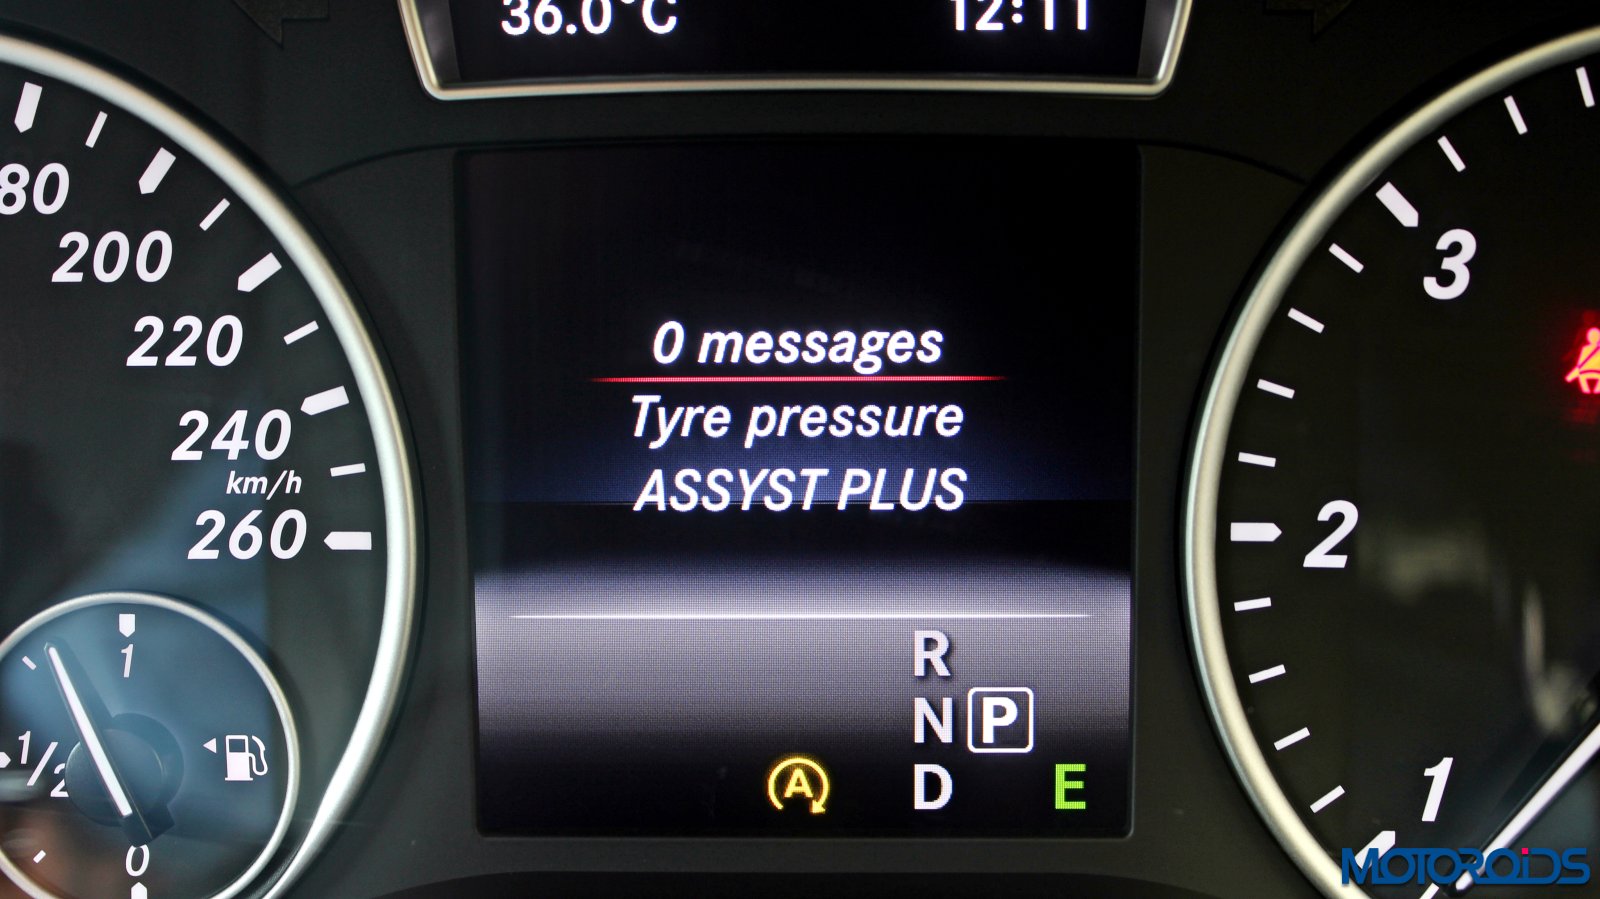 36.0°C 12:11
80
200
220
240
km/h
260
1
1/2
0
0 messages
Tyre pressure
ASSYST PLUS
R
N P
D
A
E
3
2
1
MOTOROIDS